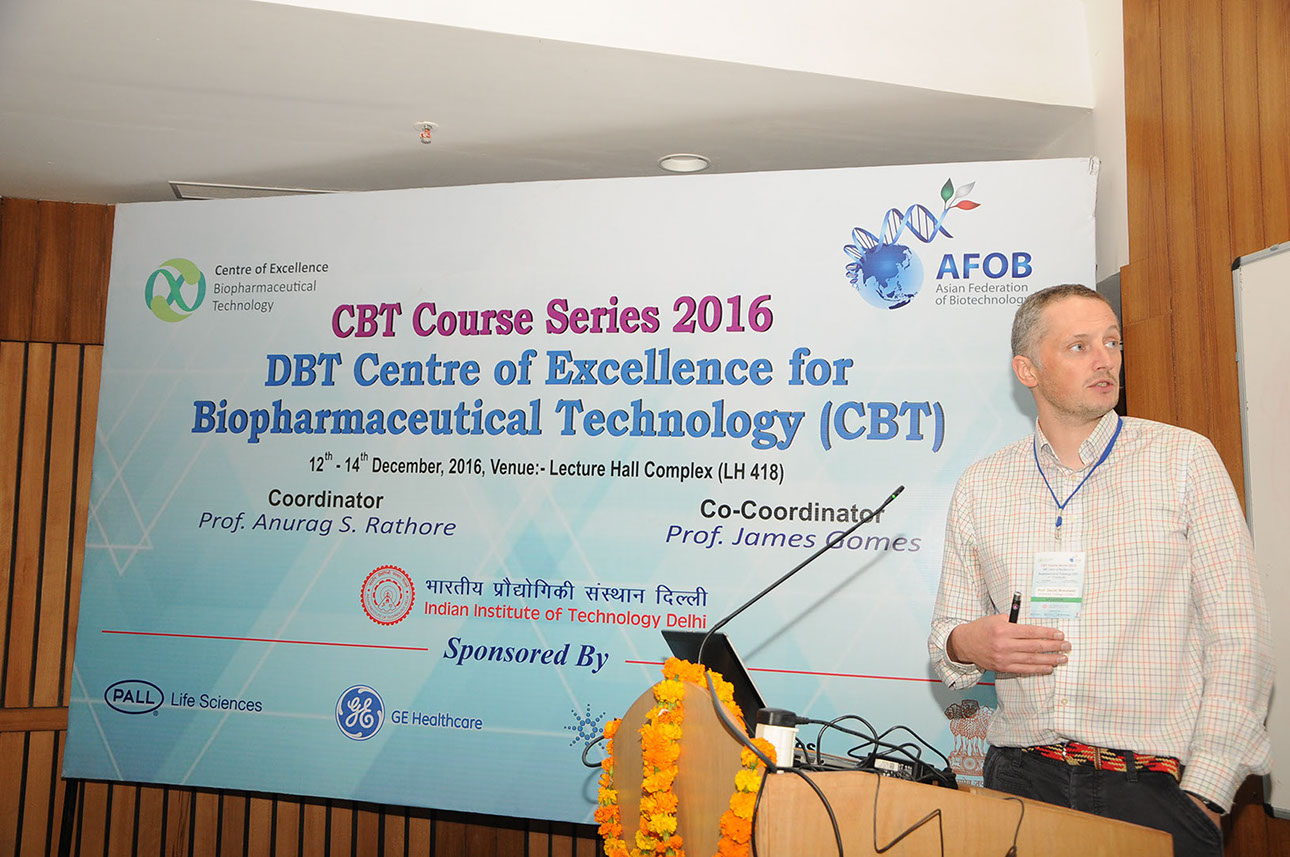 Centre of Excellence
Biopharmaceutical
Technology
AFOB
Asian Federation
of Biotechnology
CBT Course Series 2016
DBT Centre of Excellence for
Biopharmaceutical Technology (CBT)
12th - 14th December, 2016, Venue:- Lecture Hall Complex (LH 418)
Coordinator
Prof. Anurag S. Rathore
Co-Coordinator
Prof. James Gomes
भारतीय प्रौद्योगिकी संस्थान दिल्ली
Indian Institute of Technology Delhi
Sponsored By
PALL Life Sciences
GE GE Healthcare